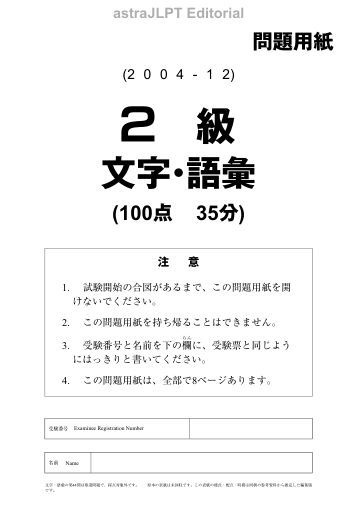 astraJLPT Editorial
問題用紙
(２００４-１２)
２　級
文字・語彙
(100点　35分)
注　意
1.　試験開始の合図があるまで、この問題用紙を開
けないでください。
2.　この問題用紙を持ち帰ることはできません。
らん
3.　受験番号と名前を下の欄に、受験票と同じよう
にはっきりと書いてください。
4.　この問題用紙は、全部で8ページあります。
受験番号　Examinee Registration Number
名前　Name